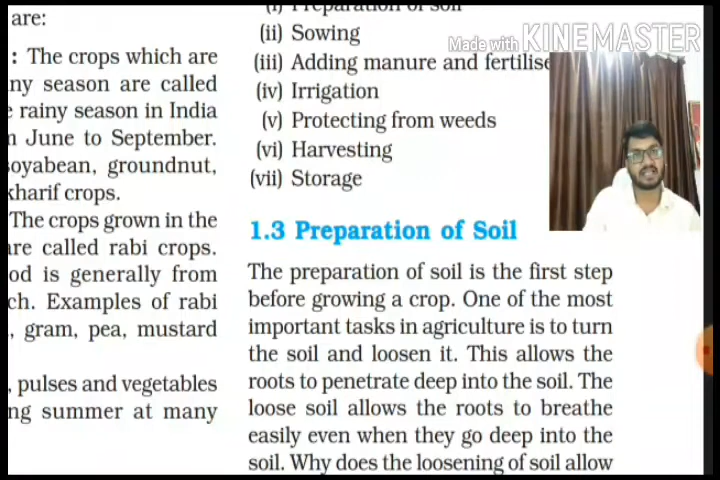 are:
: The crops which are
ny season are called
rainy season in India
June to September.
oyabean, groundnut,
kharif crops.
The crops grown in the
are called rabi crops.
od is generally from
ch. Examples of rabi
, gram, pea, mustard
, pulses and vegetables
ng summer at many
(i) Preparation of soil
(ii) Sowing
(iii) Adding manure and fertilise
(iv) Irrigation
(v) Protecting from weeds
(vi) Harvesting
(vii) Storage
1.3 Preparation of Soil
The preparation of soil is the first step
before growing a crop. One of the most
important tasks in agriculture is to turn
the soil and loosen it. This allows the
roots to penetrate deep into the soil. The
loose soil allows the roots to breathe
easily even when they go deep into the
soil. Why does the loosening of soil allow
Made with KINEMASTER